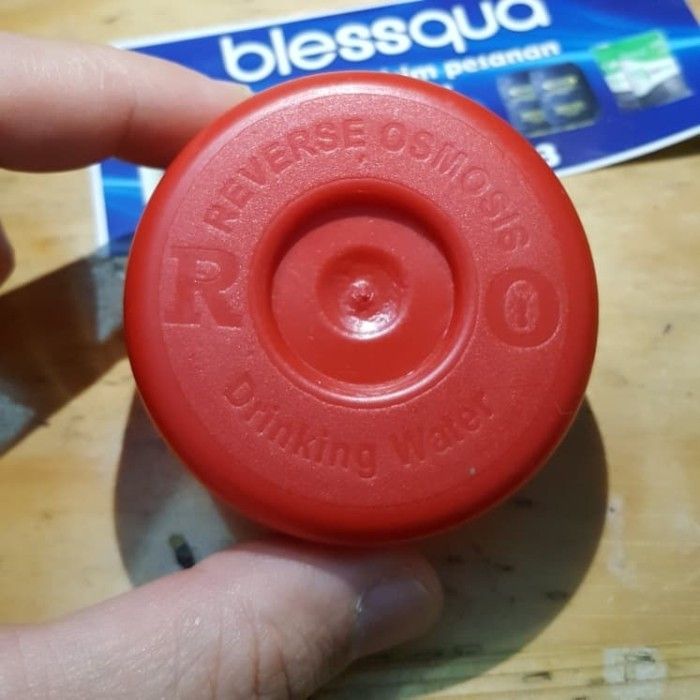 blessqua
pesanan
REVERSE OSMOSIS
R O
Drinking Water